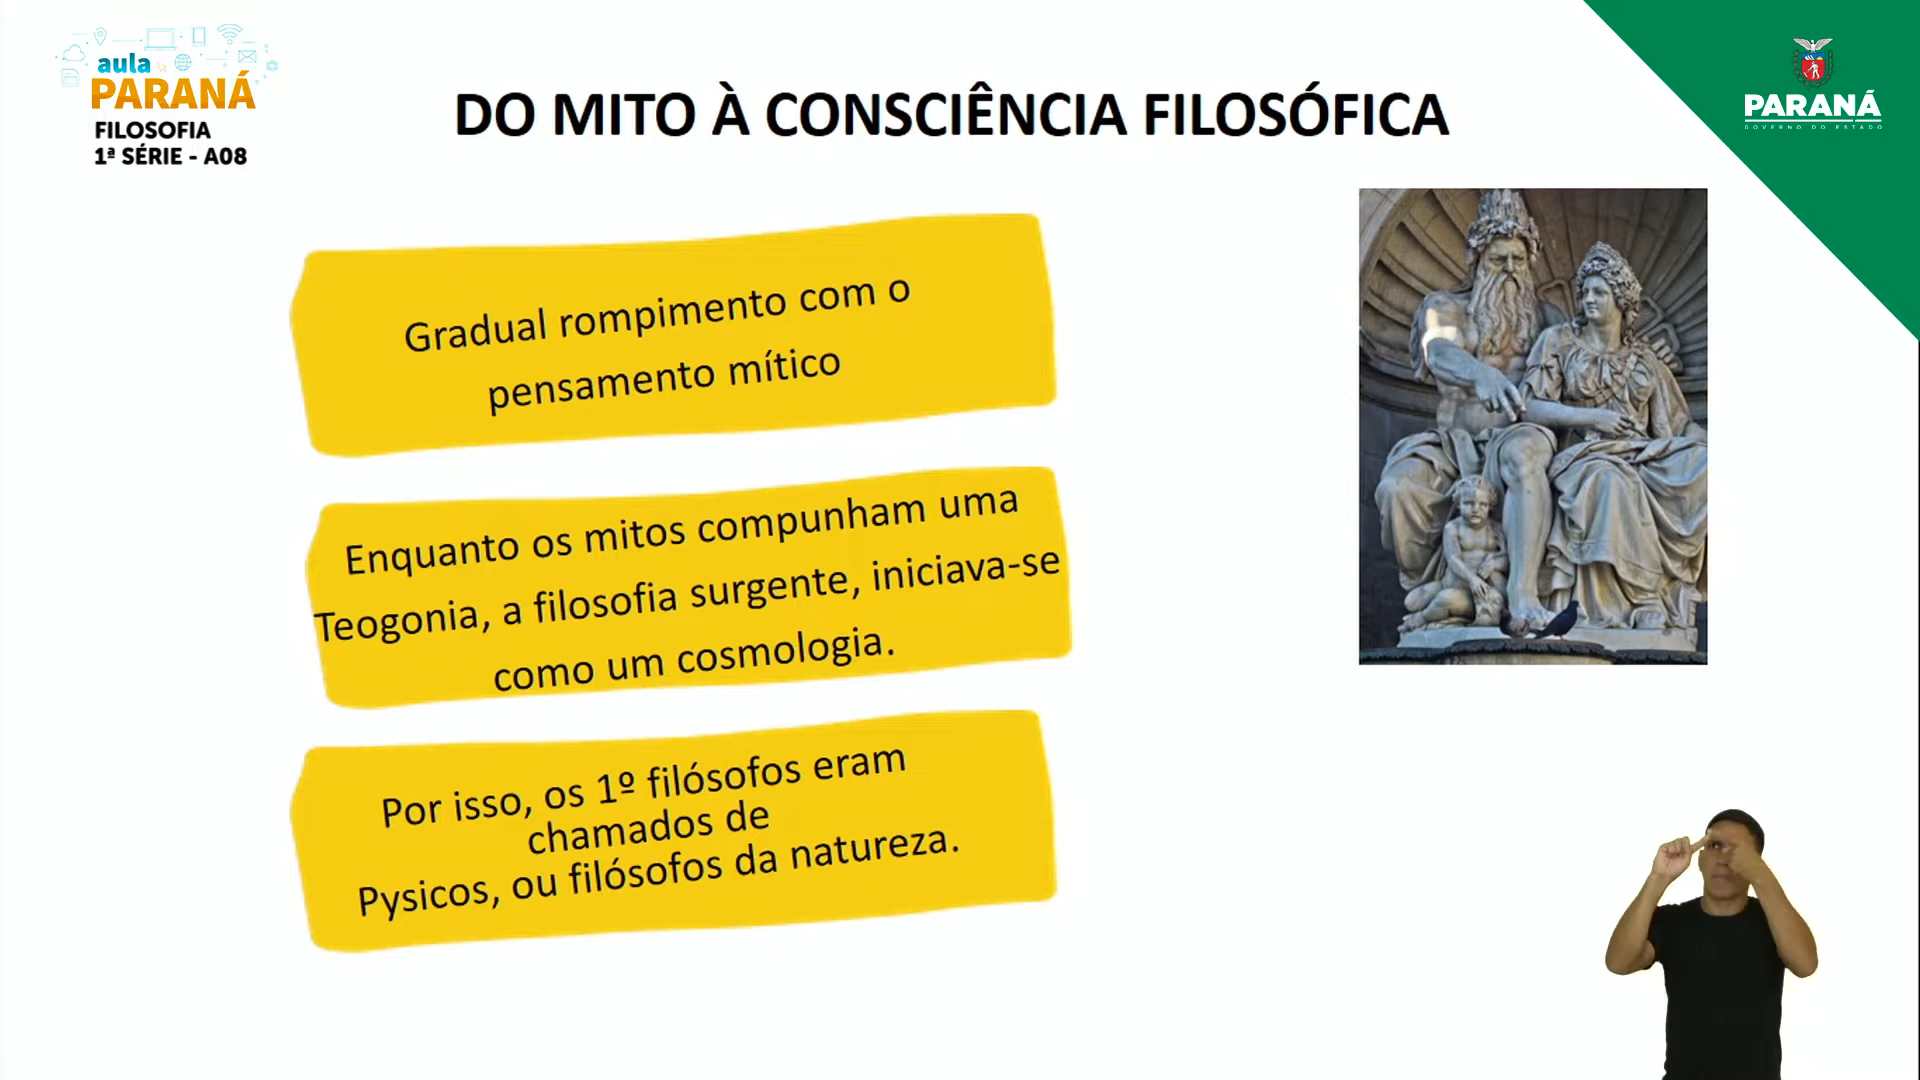 aula
PARANÁ
FILOSOFIA
1ª SÉRIE - A08
DO MITO À CONSCIÊNCIA FILOSÓFICA
PARANÁ
GOVERNO DO ESTADO
Gradual rompimento com o
pensamento mítico
Enquanto os mitos compunham uma
Teogonia, a filosofia surgente, iniciava-se
como um cosmologia.
Por isso, os 1º filósofos eram
chamados de
Pysicos, ou filósofos da natureza.